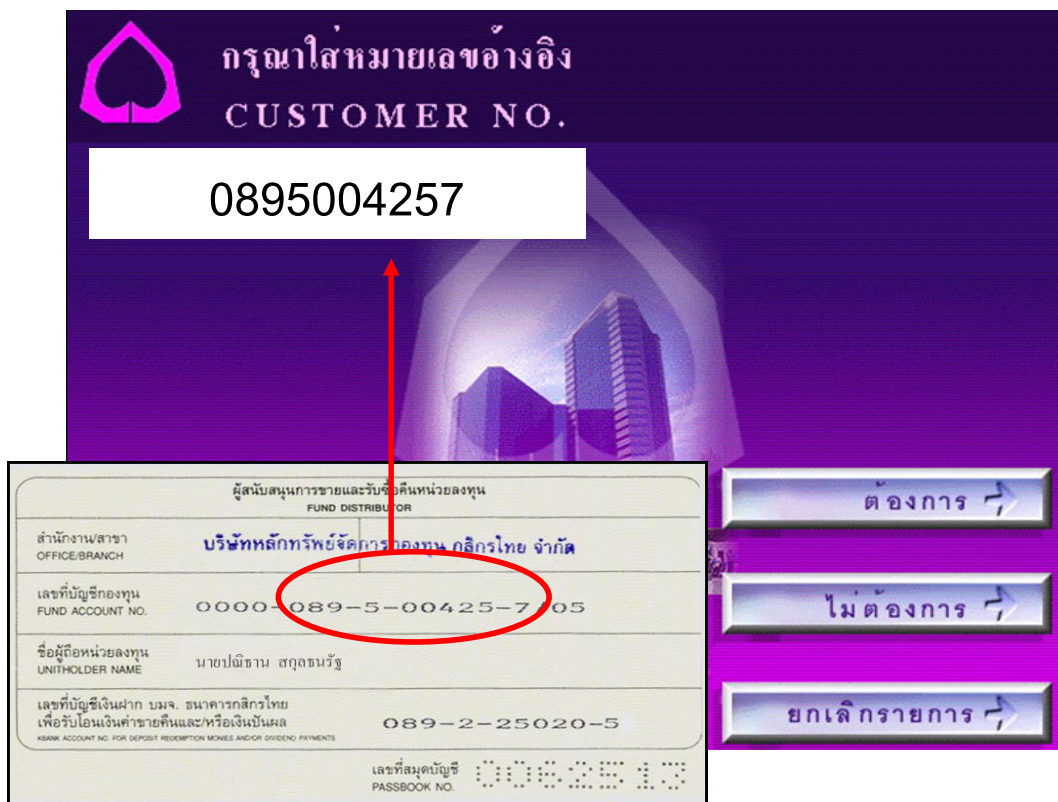 กรุณาใส่หมายเลขอ้างอิง
CUSTOMER NO.
0895004257
ผู้สนับสนุนการขายและรับซื้อคืนหน่วยลงทุน
FUND DISTRIBUTOR
สำนักงาน/สาขา
OFFICE/BRANCH
บริษัทหลักทรัพย์จัดการกองทุน กสิกรไทย จำกัด
เลขที่บัญชีกองทุน
FUND ACCOUNT NO.
0000-089-5-00425-7/05
ชื่อผู้ถือหน่วยลงทุน
UNITHOLDER NAME
นายปณิธาน สกุลธนรัฐ
เลขที่บัญชีเงินฝาก บมจ. ธนาคารกสิกรไทย
เพื่อรับโอนเงินค่าขายคืนและ/หรือเงินปันผล
KBANK ACCOUNT NO. FOR DEPOSIT REDEMPTION MONIES AND/OR DIVIDEND PAYMENTS
089-2-25020-5
เลขที่สมุดบัญชี
PASSBOOK NO.
0062513
ต้องการ
ไม่ต้องการ
ยกเลิกรายการ